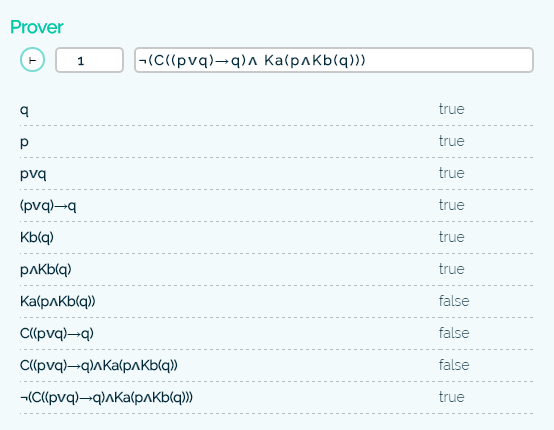 Prover
⊢ 1 ¬(C((p∨q)→q)∧ Ka(p∧Kb(q)))
q true
p true
p∨q true
(p∨q)→q true
Kb(q) true
p∧Kb(q) true
Ka(p∧Kb(q)) false
C((p∨q)→q) false
C((p∨q)→q)∧Ka(p∧Kb(q)) false
¬(C((p∨q)→q)∧Ka(p∧Kb(q))) true